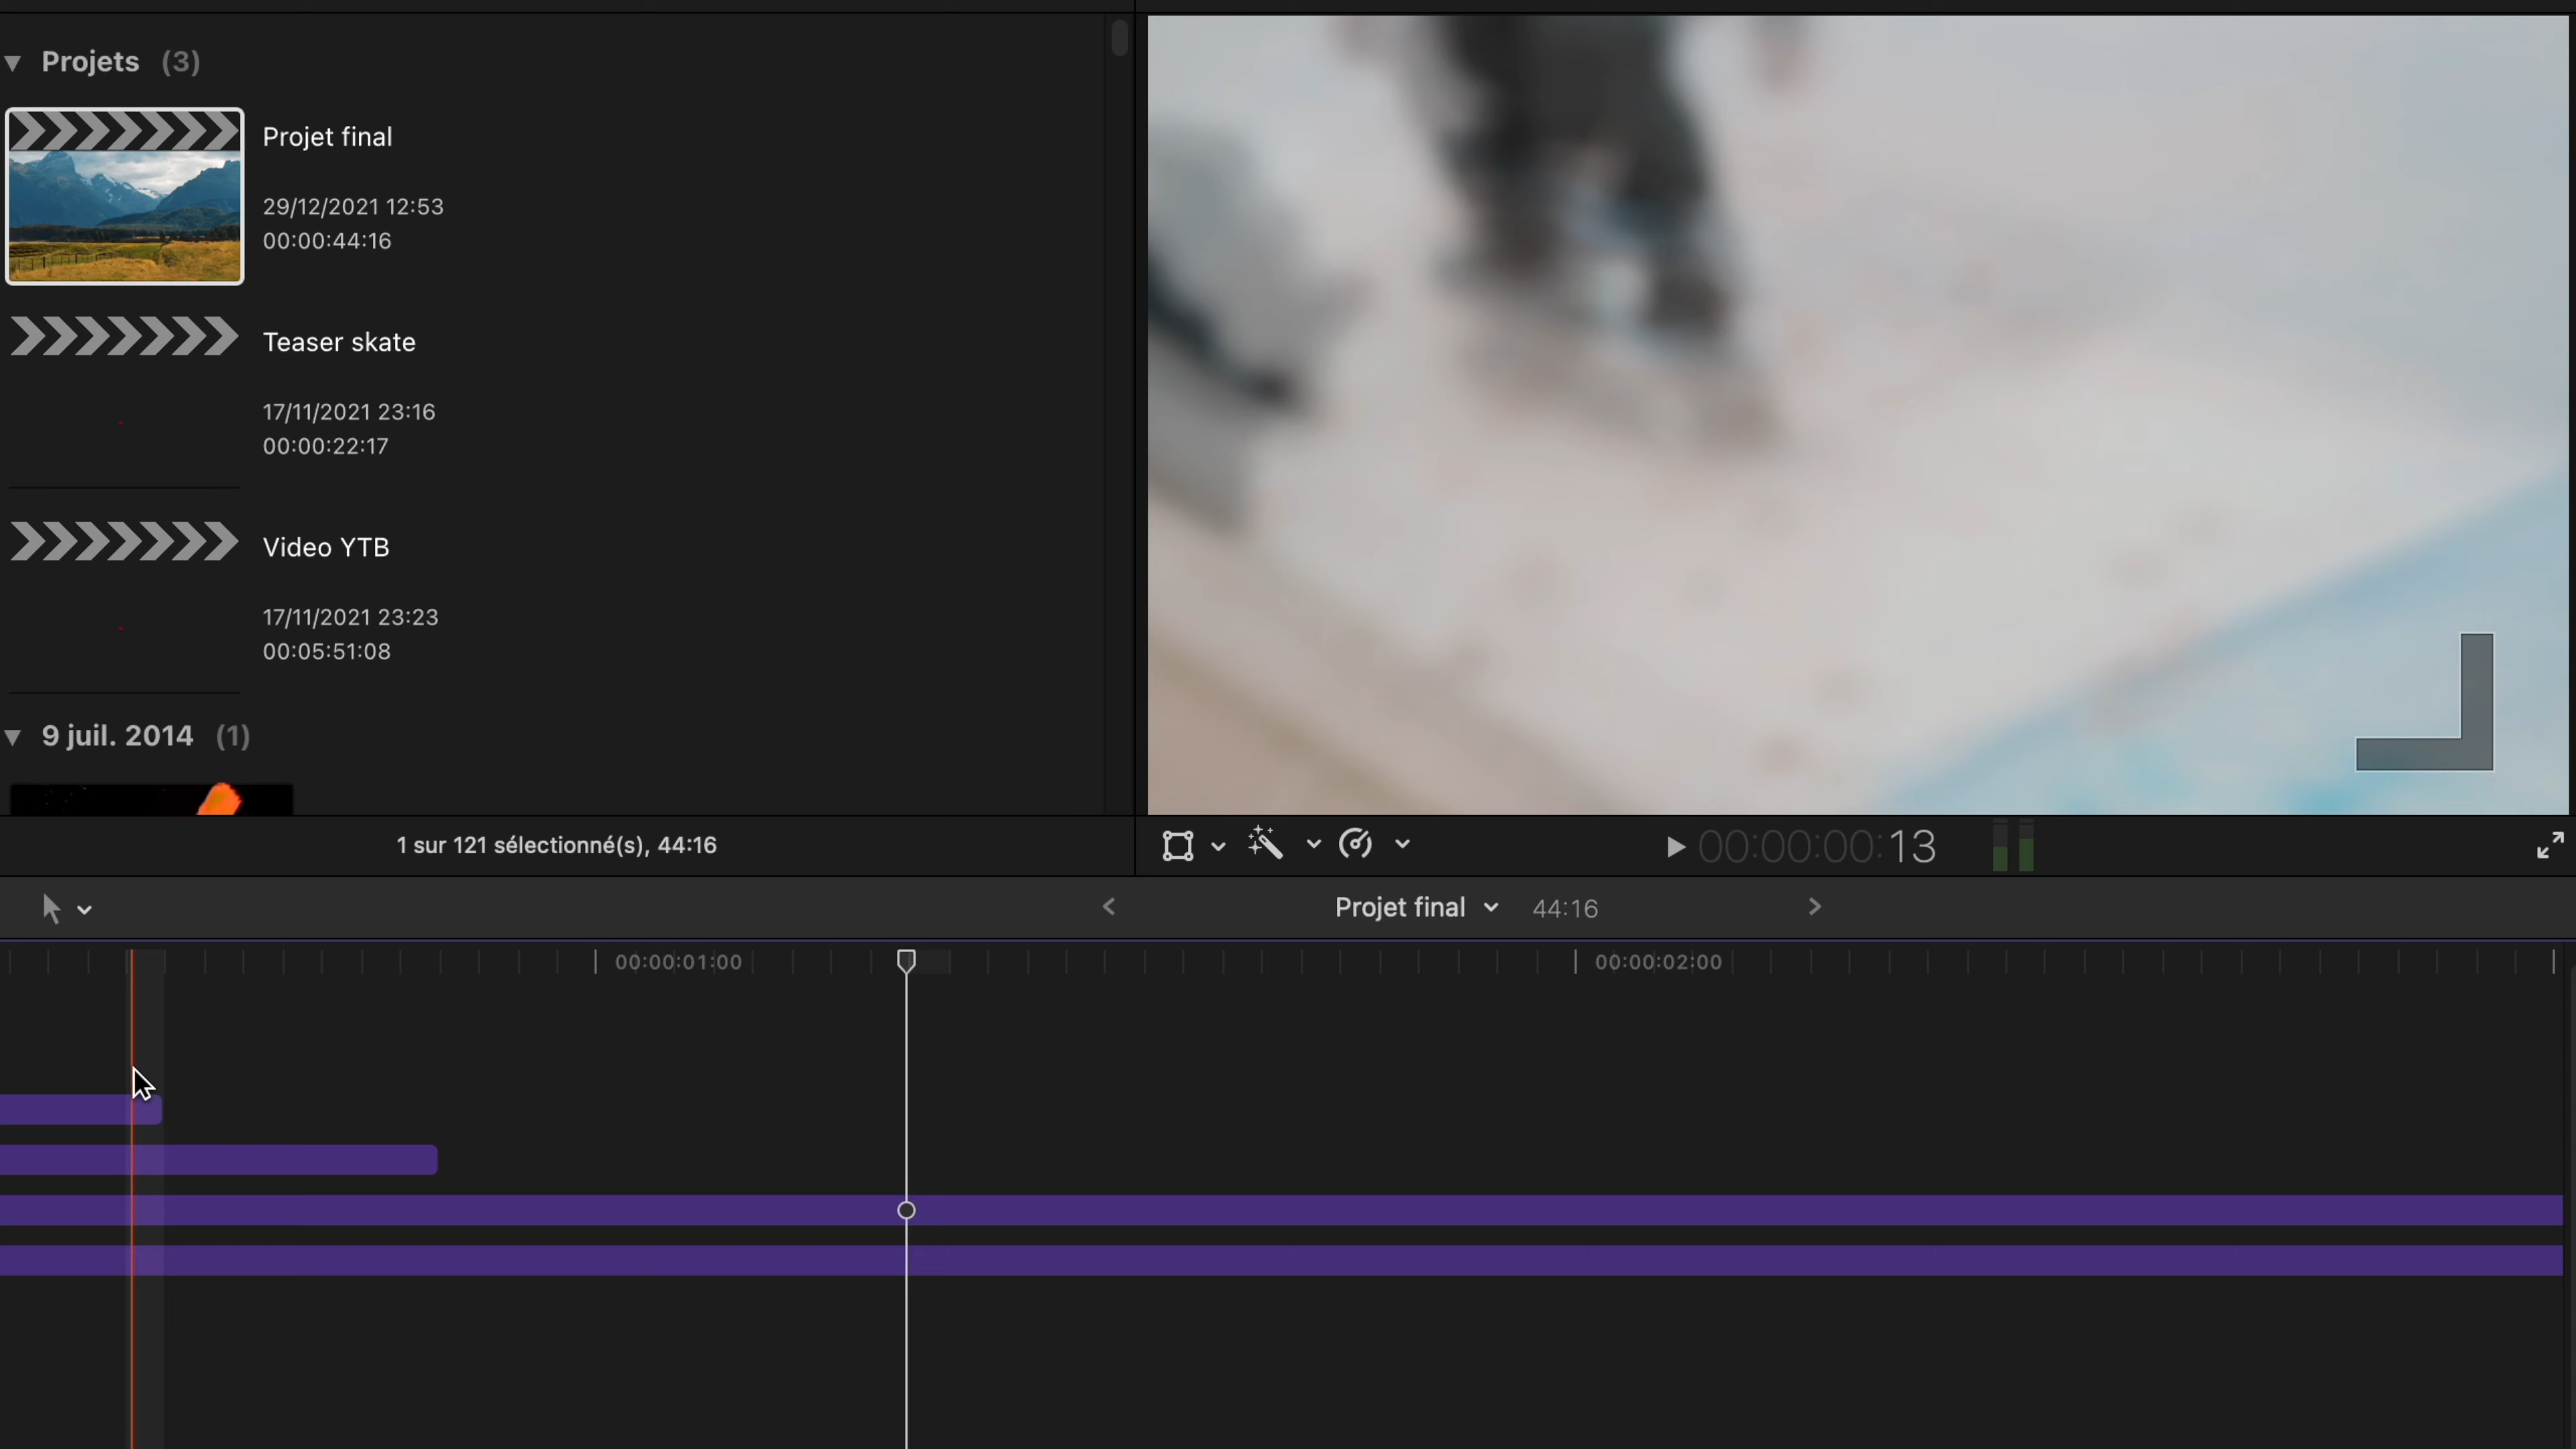 Projets (3)
Projet final
29/12/2021 12:53
00:00:44:16
Teaser skate
17/11/2021 23:16
00:00:22:17
Video YTB
17/11/2021 23:23
00:05:51:08
9 juil. 2014 (1)
1 sur 121 sélectionné(s), 44:16
00:00:00:13
Projet final 44:16
00:00:01:00
00:00:02:00